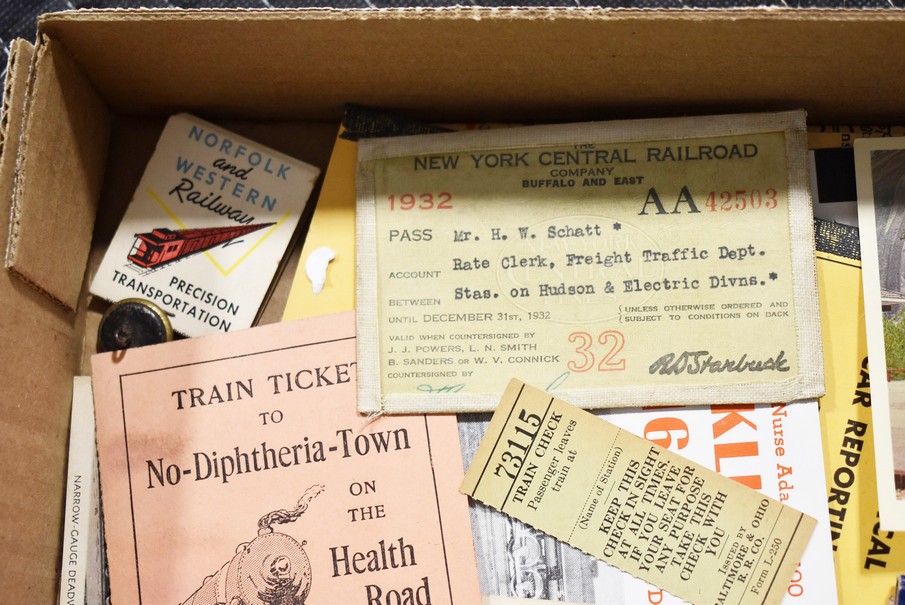 NORFOLK
and
WESTERN
Railway
PRECISION
TRANSPORTATION
THE
NEW YORK CENTRAL RAILROAD
COMPANY
BUFFALO AND EAST
1932
AA 42503
PASS Mr. H. W. Schatt *
ACCOUNT Rate Clerk, Freight Traffic Dept.
BETWEEN Stas. on Hudson & Electric Divns.*
UNTIL DECEMBER 31ST, 1932
{ UNLESS OTHERWISE ORDERED AND
SUBJECT TO CONDITIONS ON BACK
VALID WHEN COUNTERSIGNED BY
J. J. POWERS, L. N. SMITH
B. SANDERS OR W. V. CONNICK
COUNTERSIGNED BY
32
RD Starbuck
TRAIN TICKET
TO
No-Diphtheria-Town
ON
THE
Health
Road
73115
TRAIN CHECK
Passenger leaves
train at
(Name of Station)
KEEP THIS
CHECK IN SIGHT
AT ALL TIMES.
IF YOU LEAVE
YOUR SEAT FOR
ANY PURPOSE
TAKE THIS
CHECK WITH
YOU
ISSUED BY
BALTIMORE & OHIO
R. R. CO.
Form L-250
NARROW-GAUGE
Nurse
CAR REPORTIN